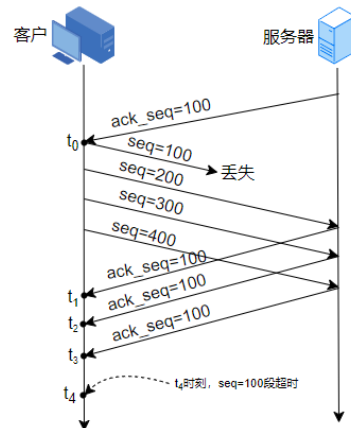 客户
服务器
ack_seq=100
t0
seq=100
丢失
seq=200
seq=300
seq=400
ack_seq=100
t1
ack_seq=100
t2
ack_seq=100
t3
t4
t4时刻，seq=100段超时